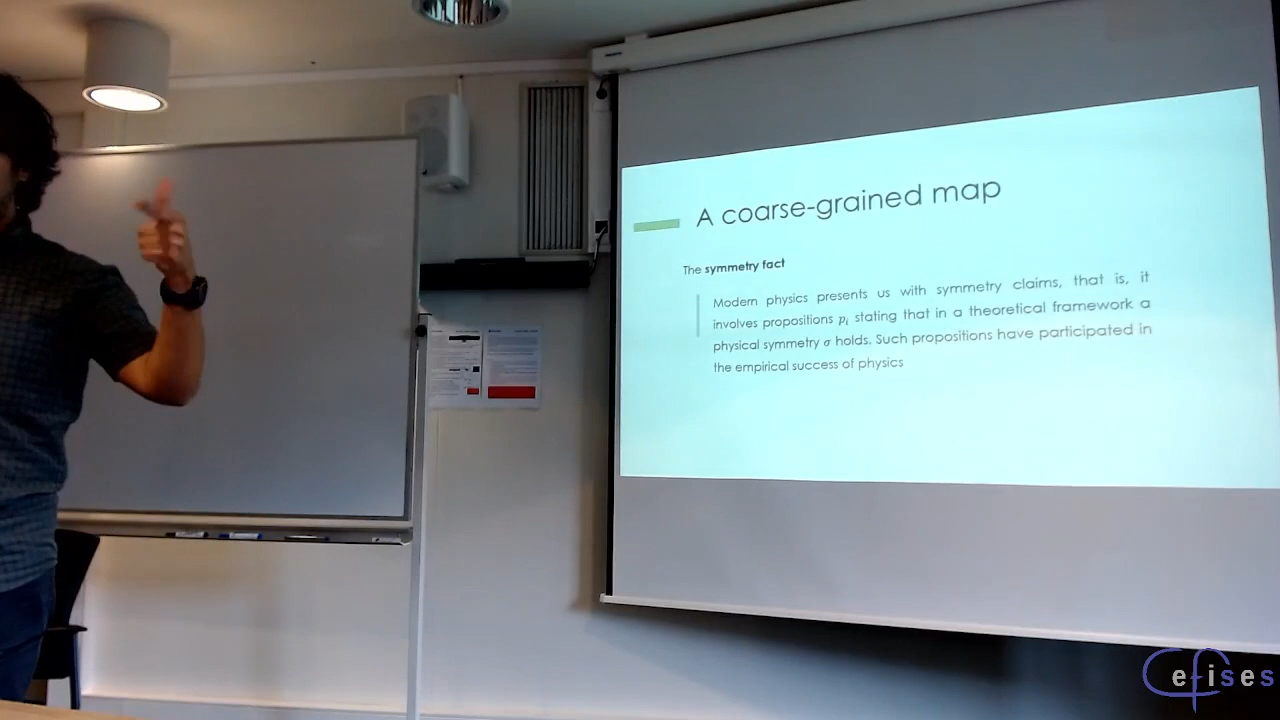 A coarse-grained map
The symmetry fact
Modern physics presents us with symmetry claims, that is, it
involves propositions pᵢ stating that in a theoretical framework a
physical symmetry σ holds. Such propositions have participated in
the empirical success of physics
Cefises